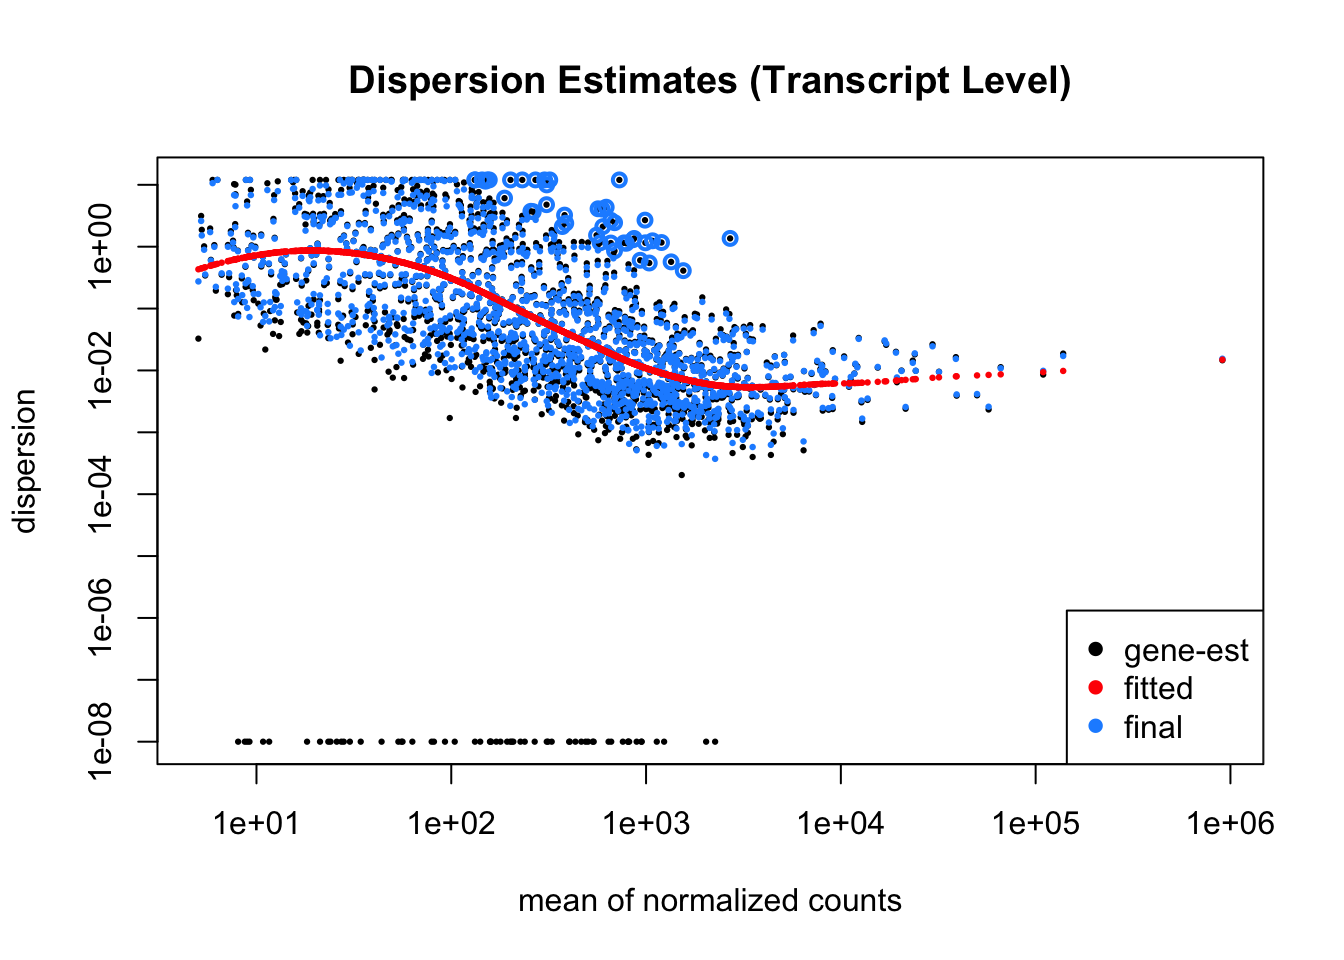 Dispersion Estimates (Transcript Level)
dispersion
1e+00
1e-02
1e-04
1e-06
1e-08
gene-est
fitted
final
1e+01 1e+02 1e+03 1e+04 1e+05 1e+06
mean of normalized counts